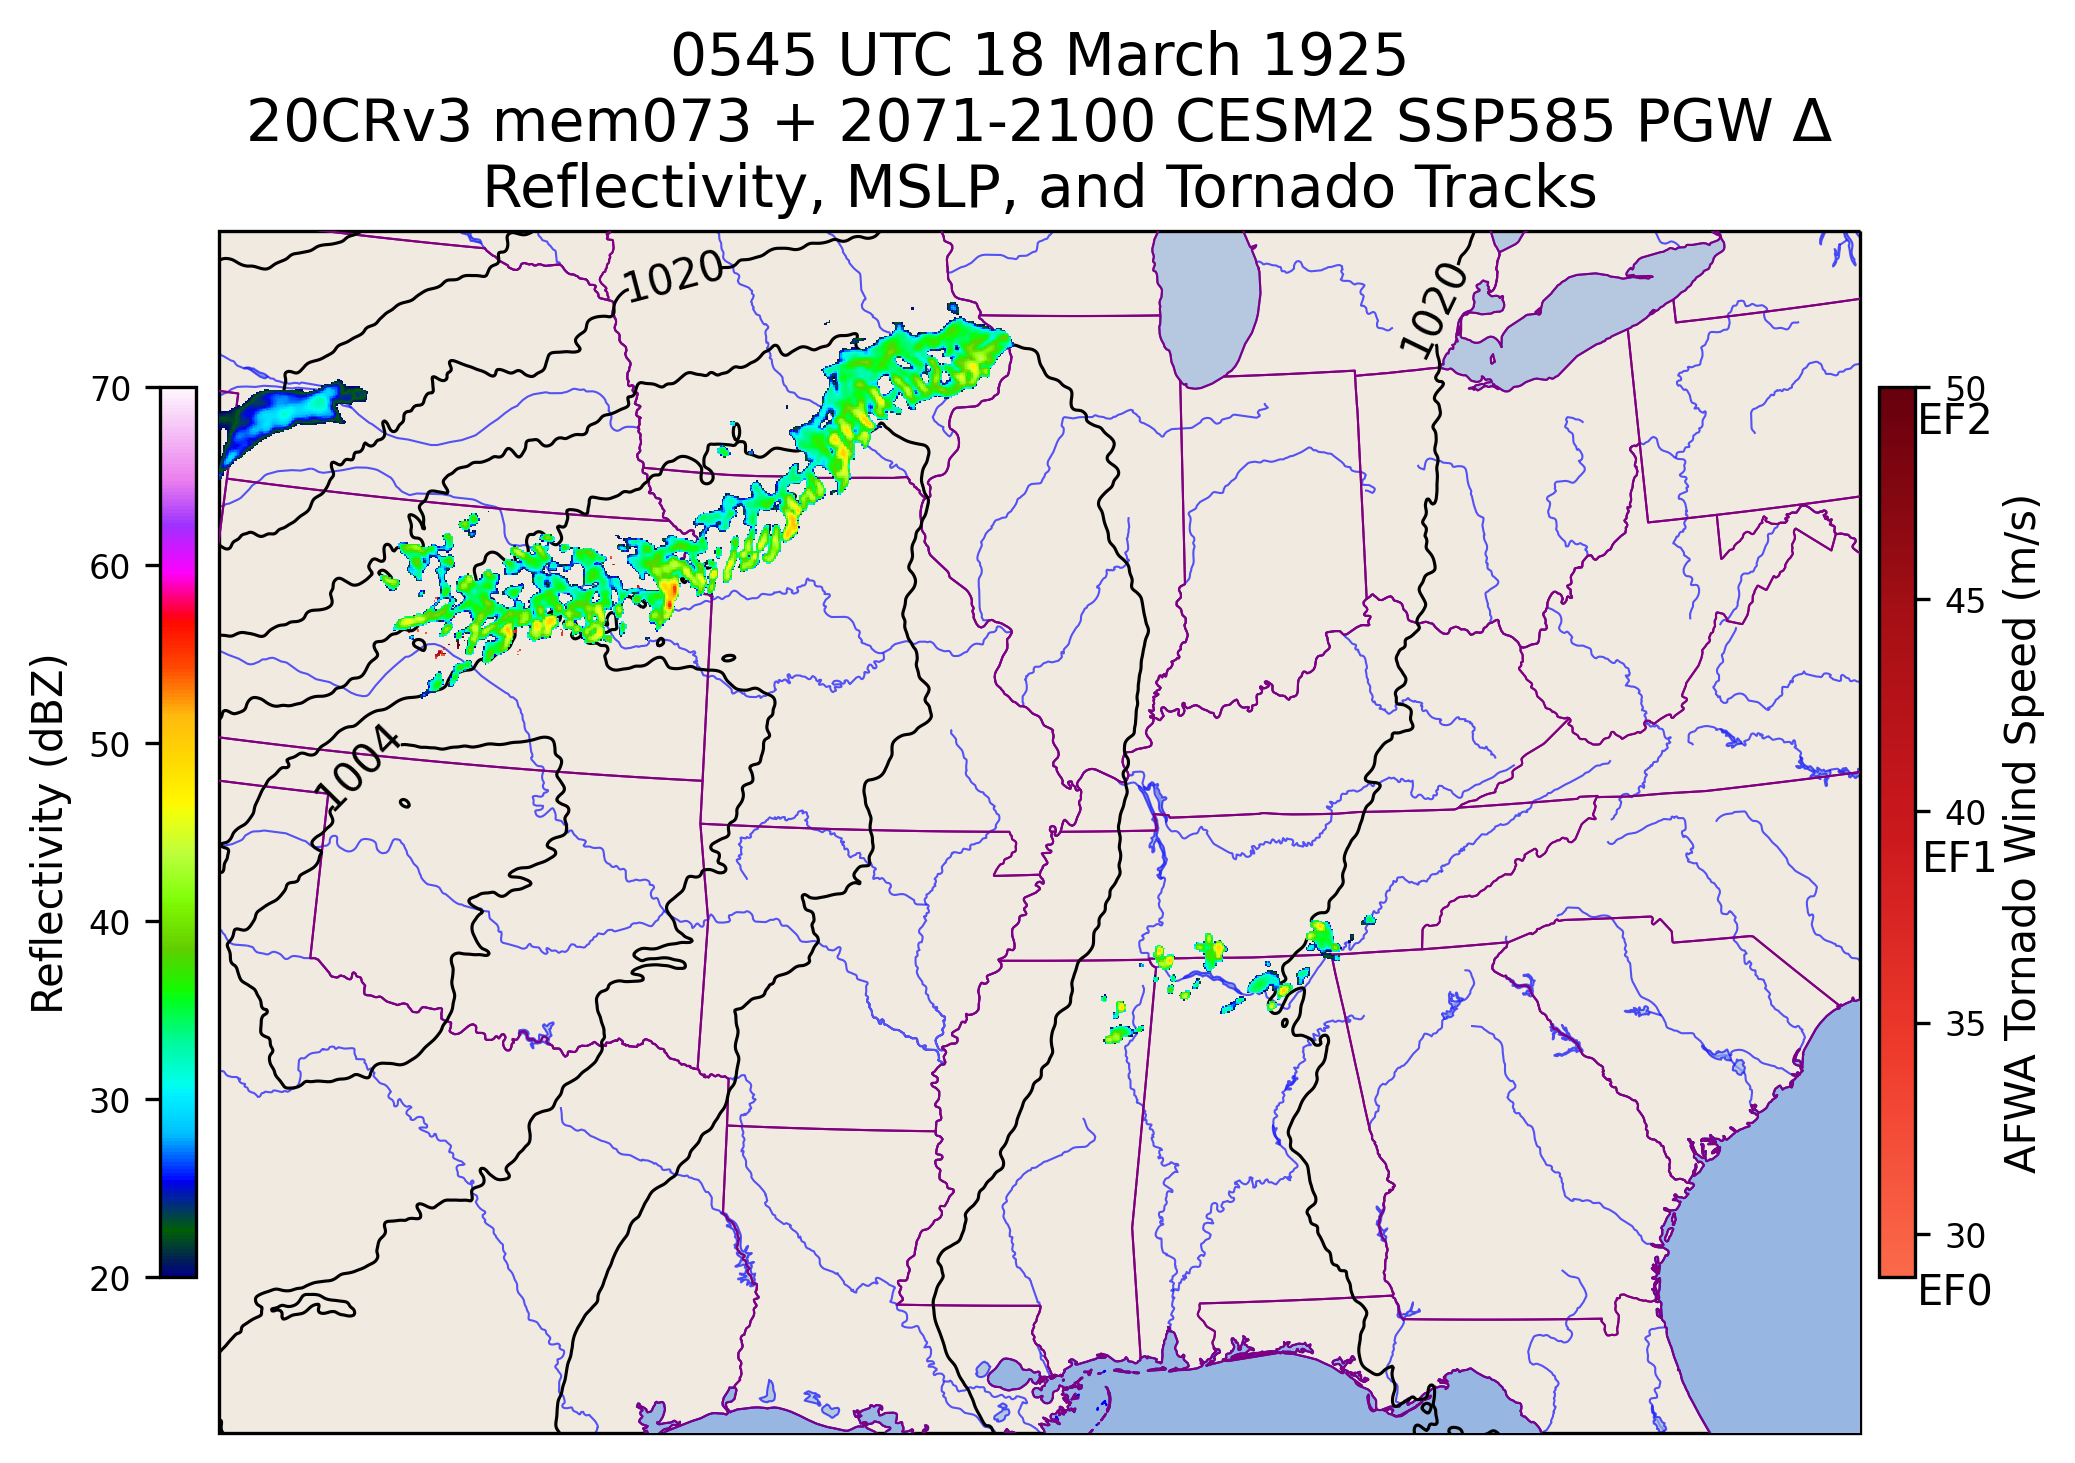 0545 UTC 18 March 1925
20CRv3 mem073 + 2071-2100 CESM2 SSP585 PGW Δ
Reflectivity, MSLP, and Tornado Tracks
1020
1020
1004
70
60
50
40
30
20
Reflectivity (dBZ)
50
EF2
45
40
EF1
35
30
EF0
AFWA Tornado Wind Speed (m/s)